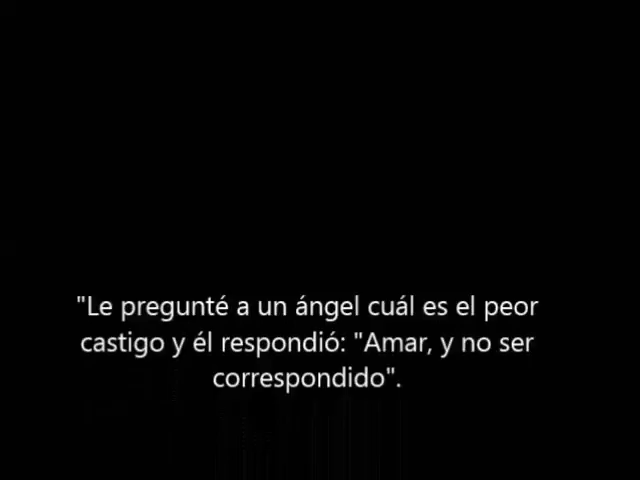 "Le pregunté a un ángel cuál es el peor
castigo y él respondió: "Amar, y no ser
correspondido".